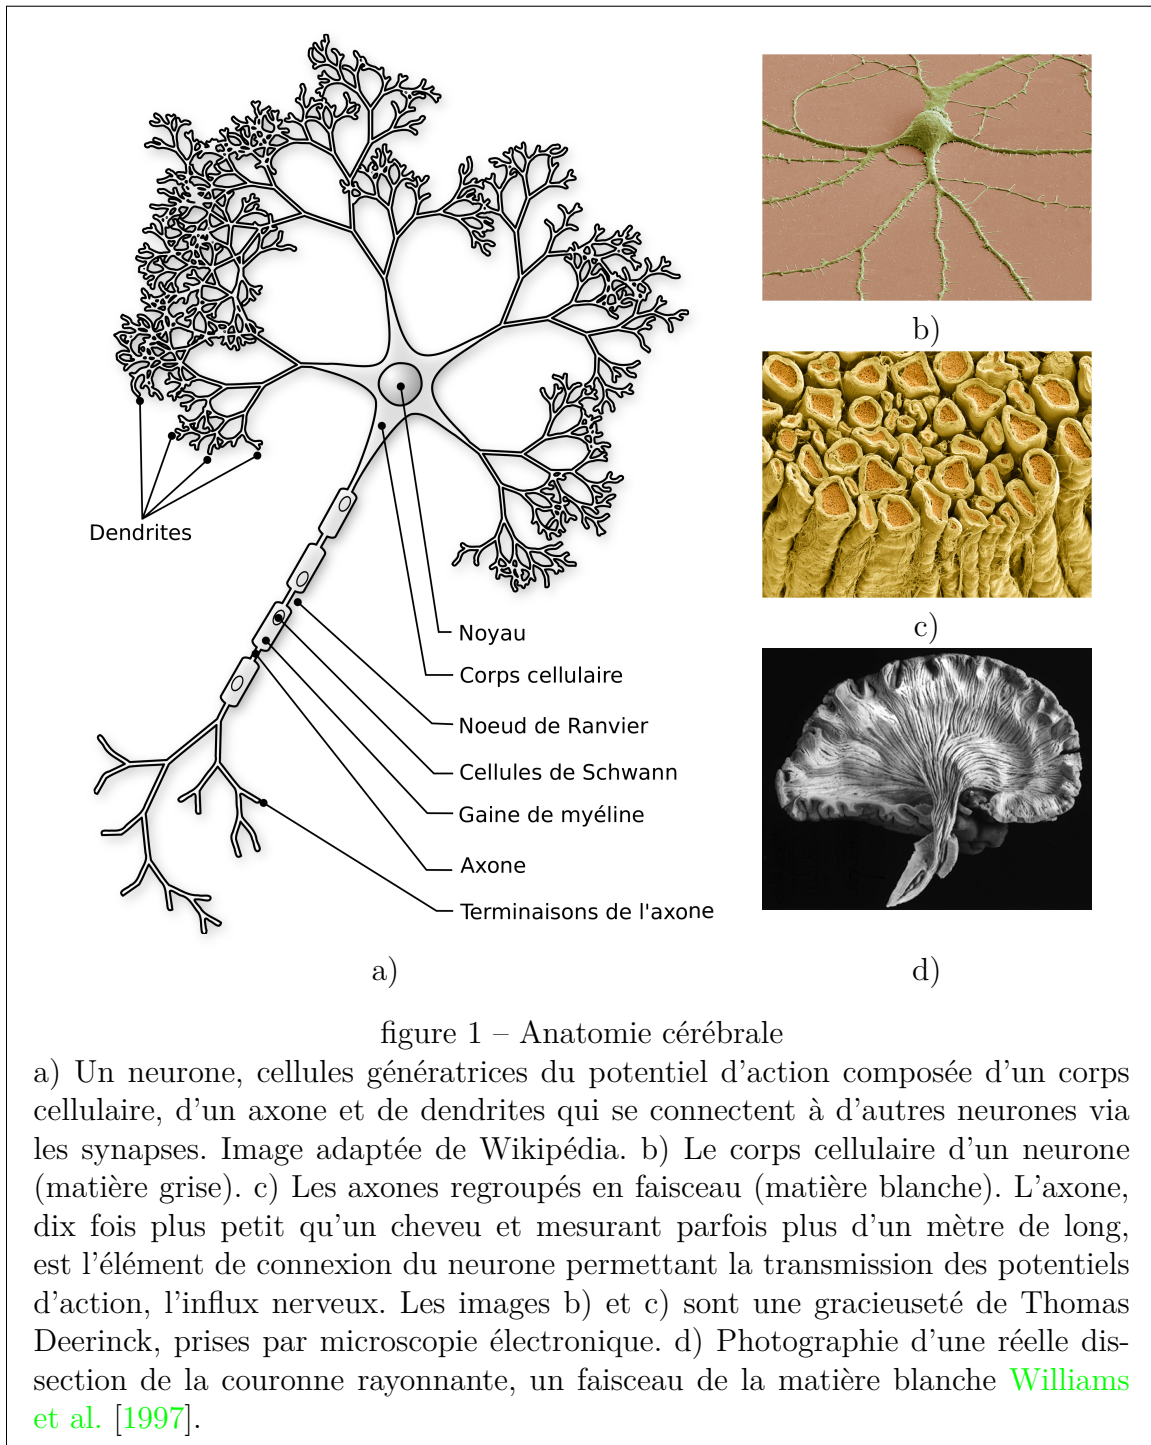 Dendrites
Noyau
Corps cellulaire
Noeud de Ranvier
Cellules de Schwann
Gaine de myéline
Axone
Terminaisons de l'axone
a)
b)
c)
d)
figure 1 – Anatomie cérébrale
a) Un neurone, cellules génératrices du potentiel d'action composée d'un corps
cellulaire, d'un axone et de dendrites qui se connectent à d'autres neurones via
les synapses. Image adaptée de Wikipédia. b) Le corps cellulaire d'un neurone
(matière grise). c) Les axones regroupés en faisceau (matière blanche). L'axone,
dix fois plus petit qu'un cheveu et mesurant parfois plus d'un mètre de long,
est l'élément de connexion du neurone permettant la transmission des potentiels
d'action, l'influx nerveux. Les images b) et c) sont une gracieuseté de Thomas
Deerinck, prises par microscopie électronique. d) Photographie d'une réelle dis-
section de la couronne rayonnante, un faisceau de la matière blanche Williams
et al. [1997].